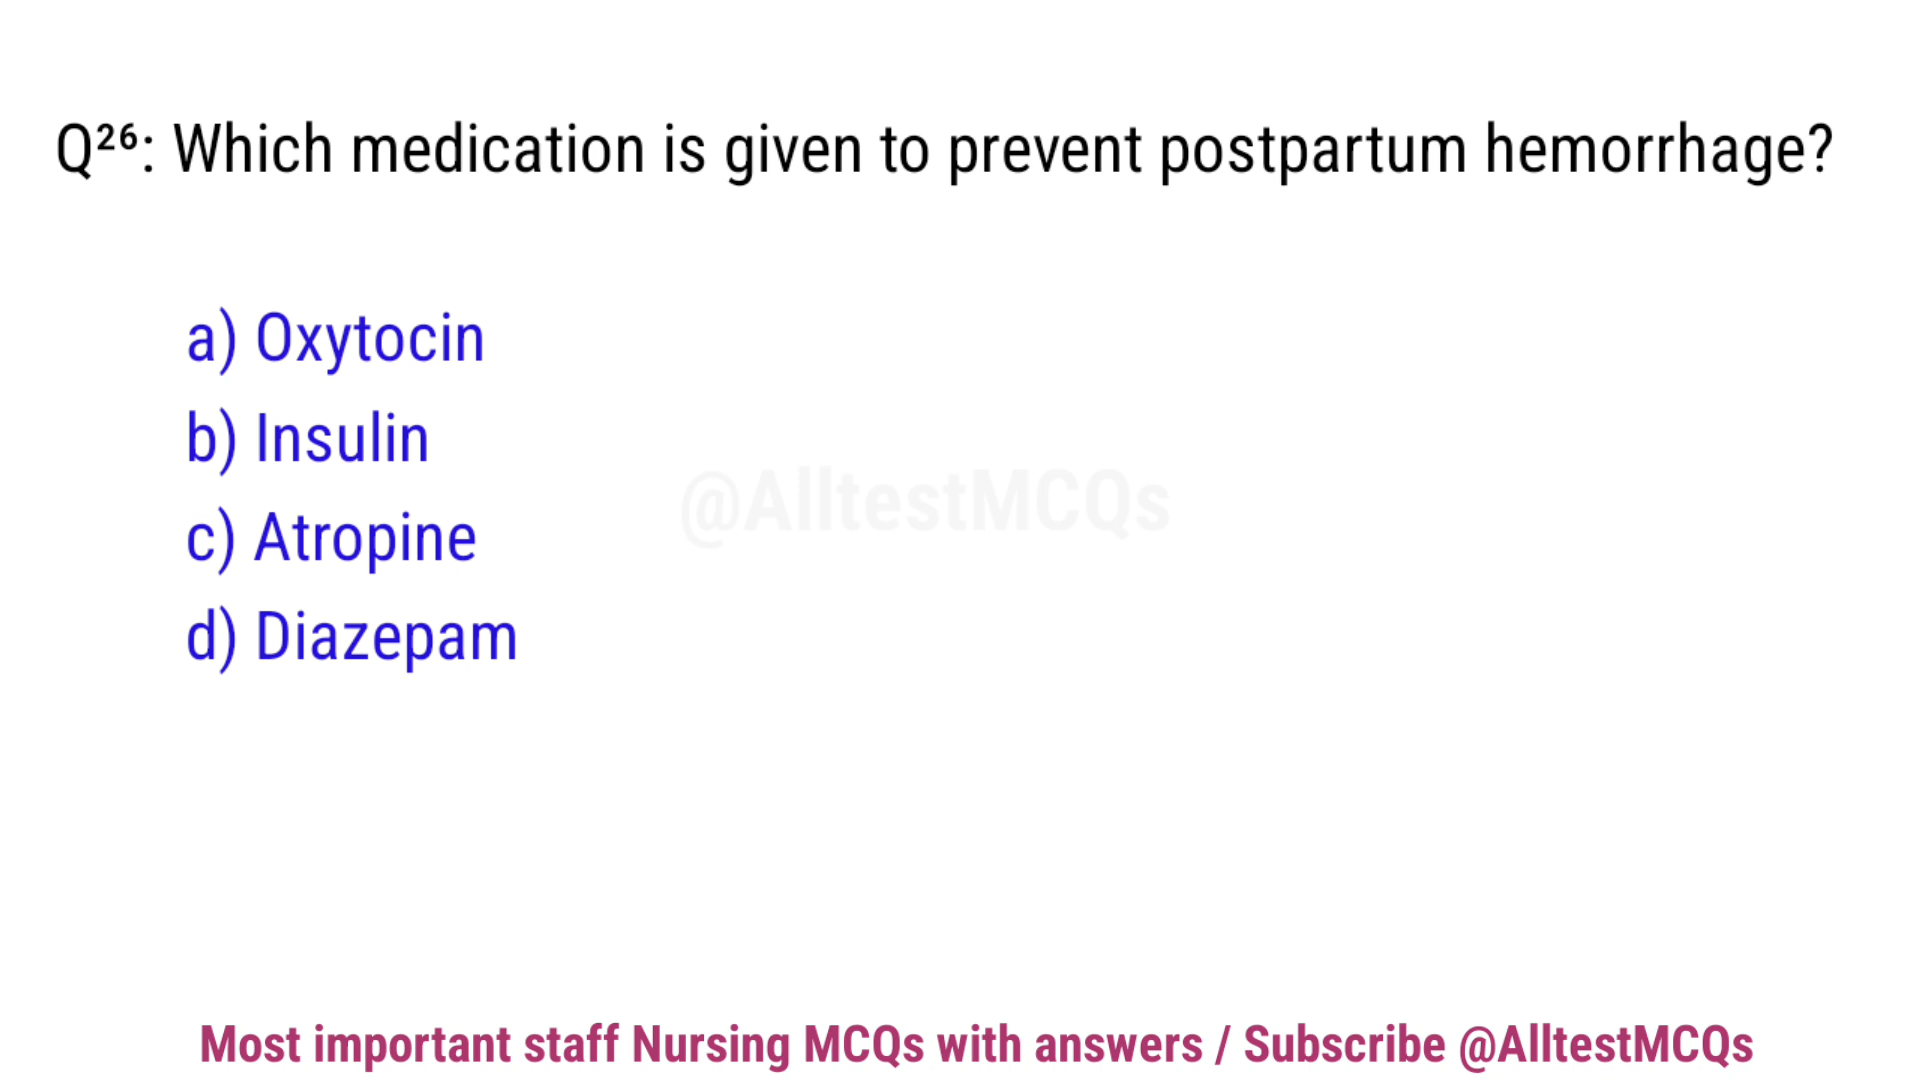 Q²⁶: Which medication is given to prevent postpartum hemorrhage?
a) Oxytocin
b) Insulin
@AlltestMCQs
c) Atropine
d) Diazepam
Most important staff Nursing MCQs with answers / Subscribe @AlltestMCQs